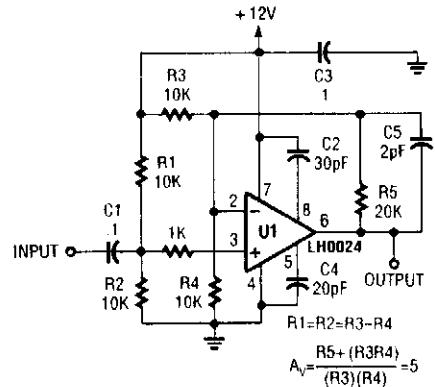 + 12V
C3
1
R3
10K
C5
2pF
C2
30pF
R1
10K
R5
20K
7
8
2
−
C1
.1
1K
6
INPUT
U1
LH0024
3
+
5
4
C4
20pF
OUTPUT
R2
10K
R4
10K
R1=R2=R3-R4
AV= R5+(R3R4) =5
(R3)(R4)